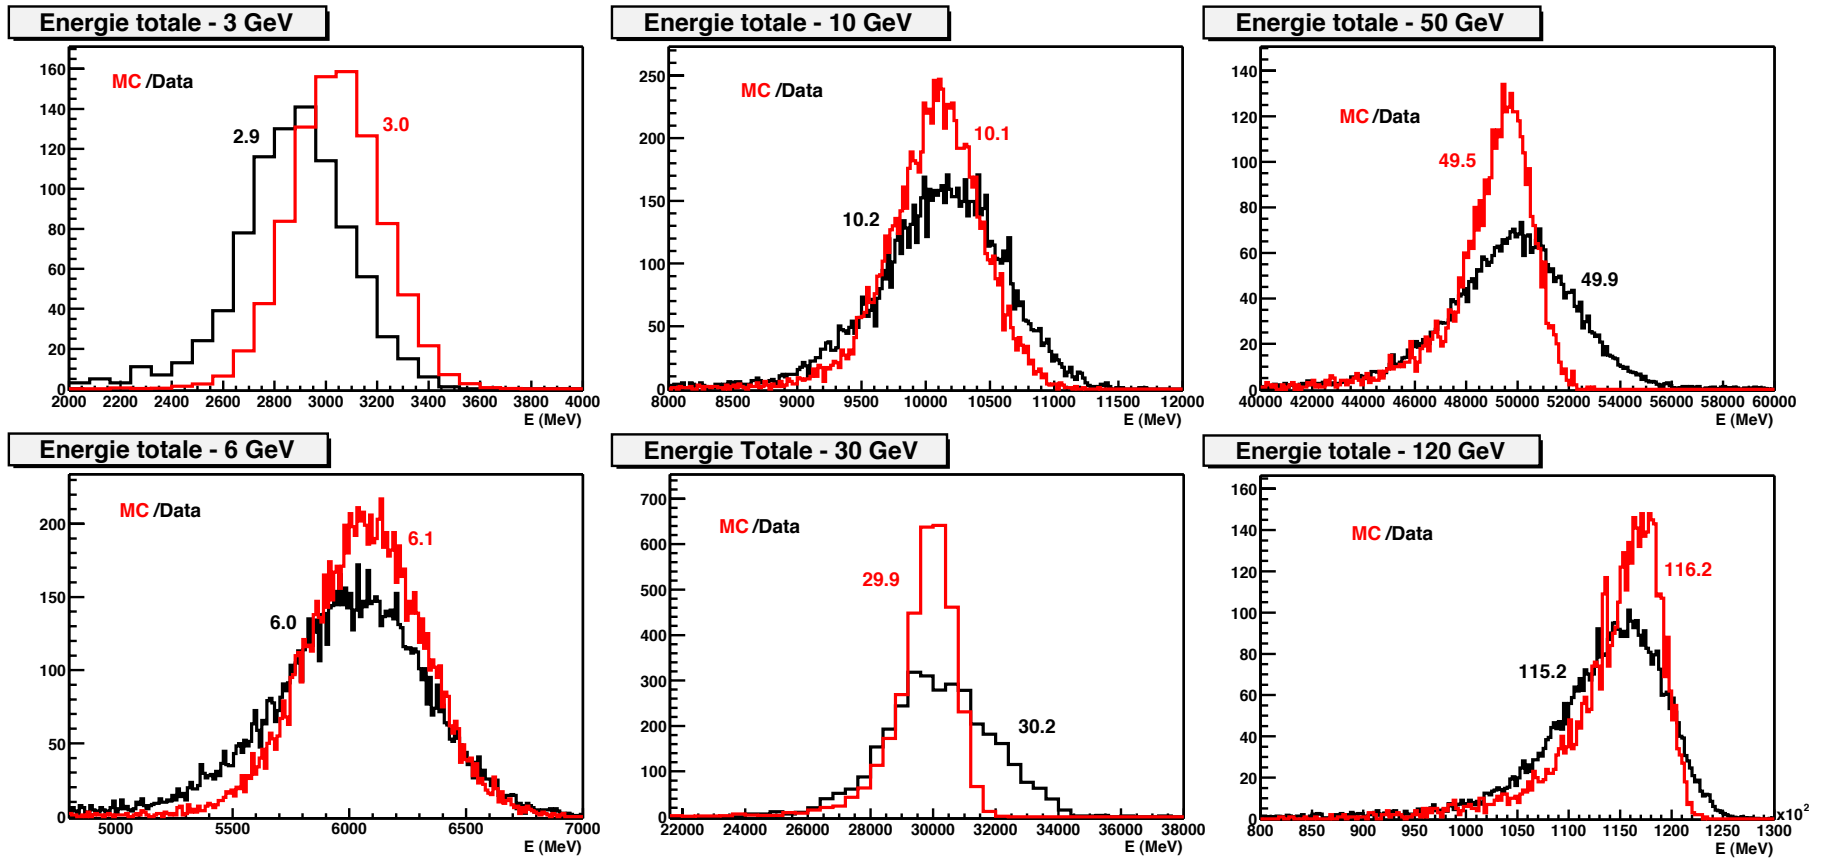 Energie totale - 3 GeV
MC /Data
2.9
3.0
160
140
120
100
80
60
40
20
0
2000 2200 2400 2600 2800 3000 3200 3400 3600 3800 4000
E (MeV)
Energie totale - 10 GeV
MC /Data
10.1
10.2
250
200
150
100
50
0
8000 8500 9000 9500 10000 10500 11000 11500 12000
E (MeV)
Energie totale - 50 GeV
MC /Data
49.5
49.9
140
120
100
80
60
40
20
0
40000 42000 44000 46000 48000 50000 52000 54000 56000 58000 60000
E (MeV)
Energie totale - 6 GeV
MC /Data
6.1
6.0
200
150
100
50
0
5000 5500 6000 6500 7000
E (MeV)
Energie Totale - 30 GeV
MC /Data
29.9
30.2
700
600
500
400
300
200
100
0
22000 24000 26000 28000 30000 32000 34000 36000 38000
E (MeV)
Energie totale - 120 GeV
MC /Data
116.2
115.2
160
140
120
100
80
60
40
20
0
800 850 900 950 1000 1050 1100 1150 1200 1250 1300
×10²
E (MeV)